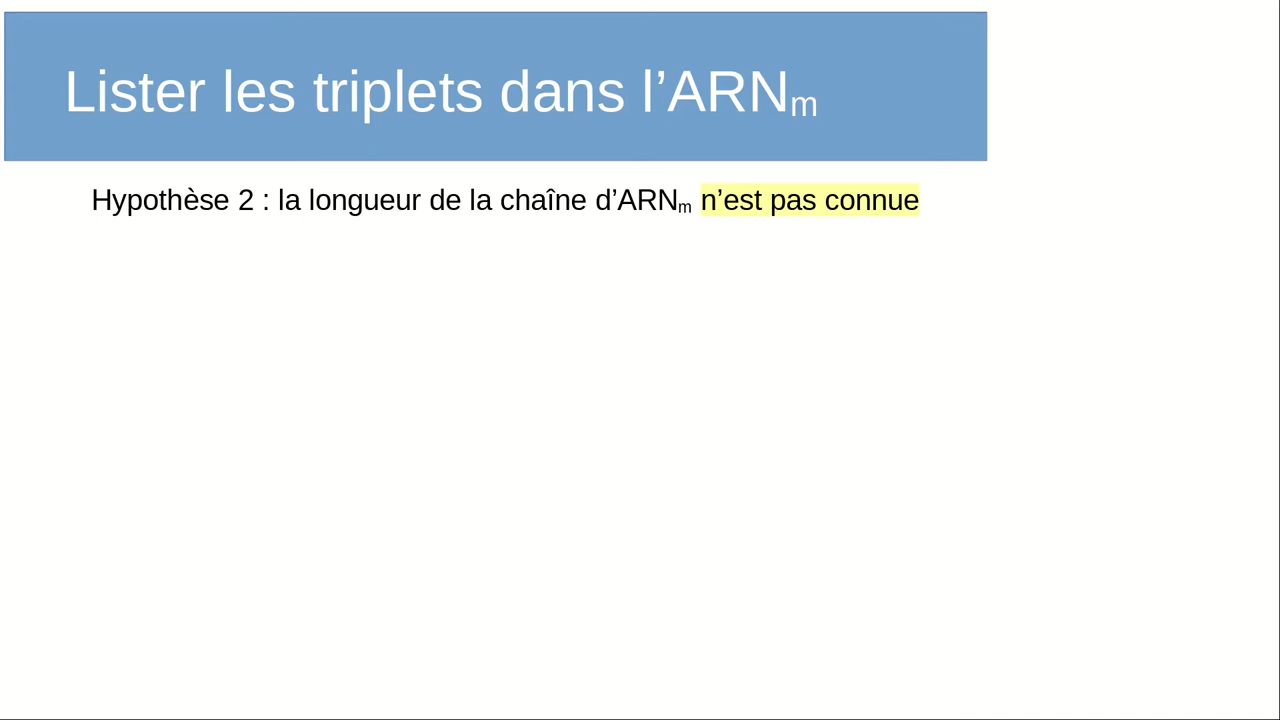 Lister les triplets dans l’ARNm
Hypothèse 2 : la longueur de la chaîne d’ARNm n’est pas connue